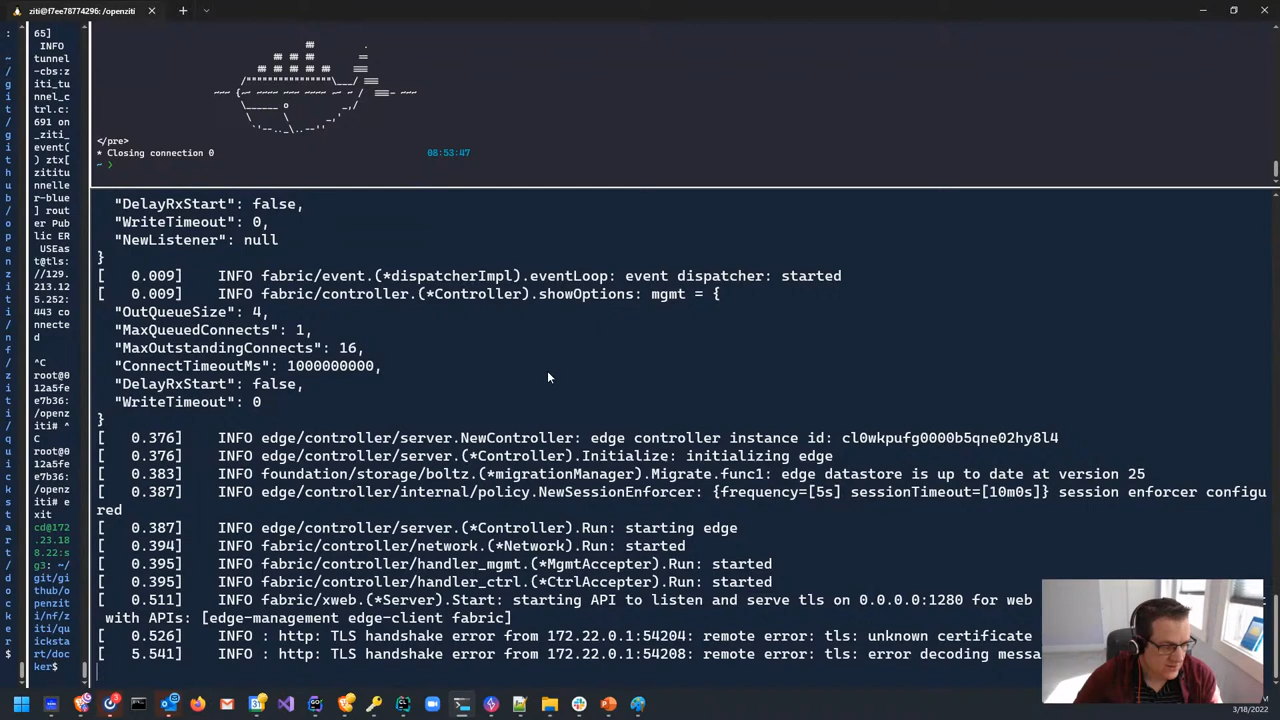 ziti@f7ee78774296: /openziti
:
~
/
g
i
t
/
g
i
t
h
u
b
/
o
p
e
n
z
i
t
i
/
n
f
/
z
i
t
i
/
q
u
i
c
k
s
t
a
r
t
/
d
o
c
k
e
r
$
65]
INFO
tunnel
-cbs:z
iti_tu
nnel_c
trl.c:
691 on
_ziti_
event(
) ztx[
zititu
nnelle
r-blue
] rout
er Pub
lic ER
USEas
t@tls:
//129.
213.12
5.252:
443 co
nnecte
d
^C
root@0
12a5fe
e7b36:
/openz
iti# ^
C
root@0
12a5fe
e7b36:
/openz
iti# e
xit
cd@172
.23.18
8.22:s
g3: ~/
git/gi
thub/o
penzit
i/nf/z
iti/qu
icksta
rt/doc
ker$
</pre>
* Closing connection 0
08:53:47
~ ❯
"DelayRxStart": false,
"WriteTimeout": 0,
"NewListener": null
}
[ 0.009] INFO fabric/event.(*dispatcherImpl).eventLoop: event dispatcher: started
[ 0.009] INFO fabric/controller.(*Controller).showOptions: mgmt = {
"OutQueueSize": 4,
"MaxQueuedConnects": 1,
"MaxOutstandingConnects": 16,
"ConnectTimeoutMs": 1000000000,
"DelayRxStart": false,
"WriteTimeout": 0
}
[ 0.376] INFO edge/controller/server.NewController: edge controller instance id: cl0wkpufg0000b5qne02hy8l4
[ 0.376] INFO edge/controller/server.(*Controller).Initialize: initializing edge
[ 0.383] INFO foundation/storage/boltz.(*migrationManager).Migrate.func1: edge datastore is up to date at version 25
[ 0.387] INFO edge/controller/internal/policy.NewSessionEnforcer: {frequency=[5s] sessionTimeout=[10m0s]} session enforcer configu
red
[ 0.387] INFO edge/controller/server.(*Controller).Run: starting edge
[ 0.394] INFO fabric/controller/network.(*Network).Run: started
[ 0.395] INFO fabric/controller/handler_mgmt.(*MgmtAccepter).Run: started
[ 0.395] INFO fabric/controller/handler_ctrl.(*CtrlAccepter).Run: started
[ 0.511] INFO fabric/xweb.(*Server).Start: starting API to listen and serve tls on 0.0.0.0:1280 for web
with APIs: [edge-management edge-client fabric]
[ 0.526] INFO : http: TLS handshake error from 172.22.0.1:54204: remote error: tls: unknown certificate
[ 5.541] INFO : http: TLS handshake error from 172.22.0.1:54208: remote error: tls: error decoding messa
3/18/2022